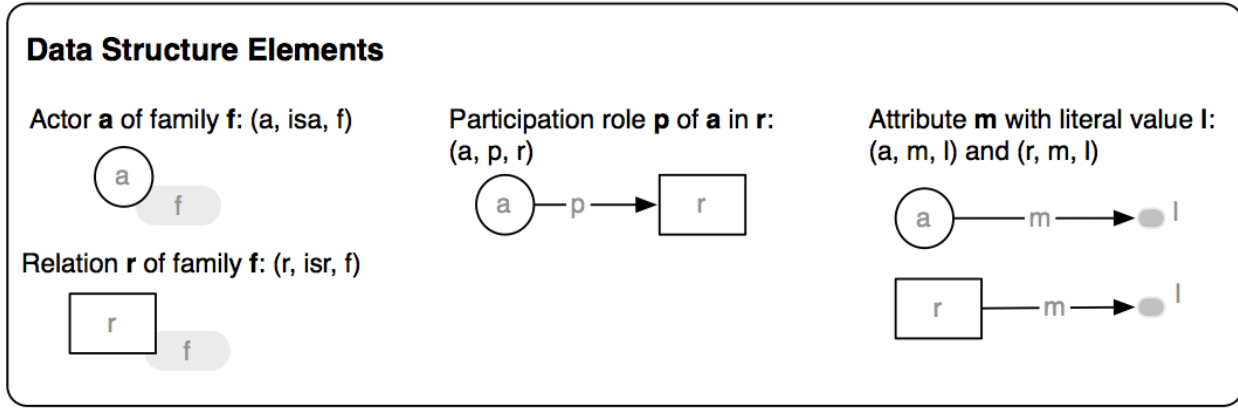 Data Structure Elements
Actor a of family f: (a, isa, f)
a
f
Relation r of family f: (r, isr, f)
r
f
Participation role p of a in r:
(a, p, r)
a
p
r
Attribute m with literal value l:
(a, m, l) and (r, m, l)
a
m
l
r
m
l